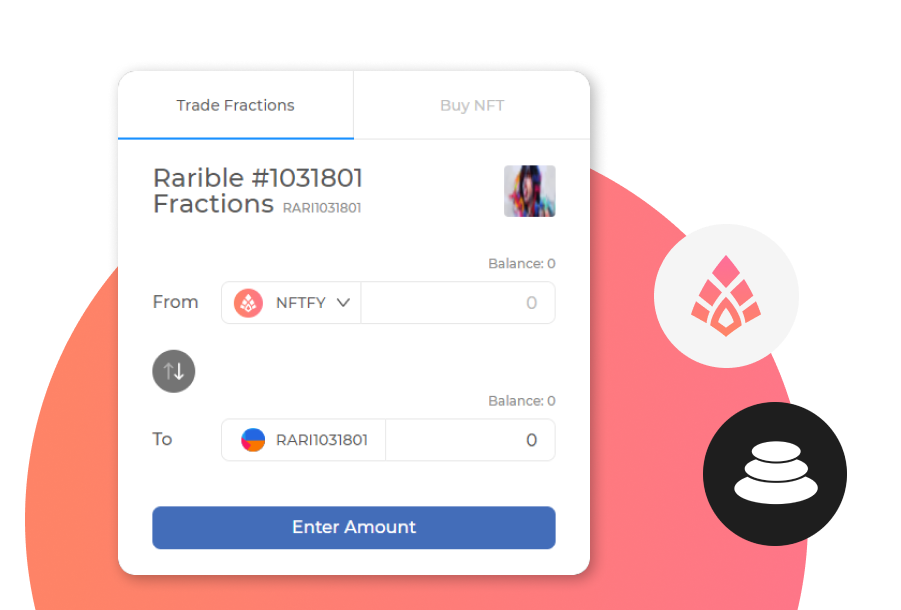 Trade Fractions
Buy NFT
Rarible #1031801
Fractions RARI1031801
Balance: 0
From NFTFY 0
Balance: 0
To RARI1031801 0
Enter Amount